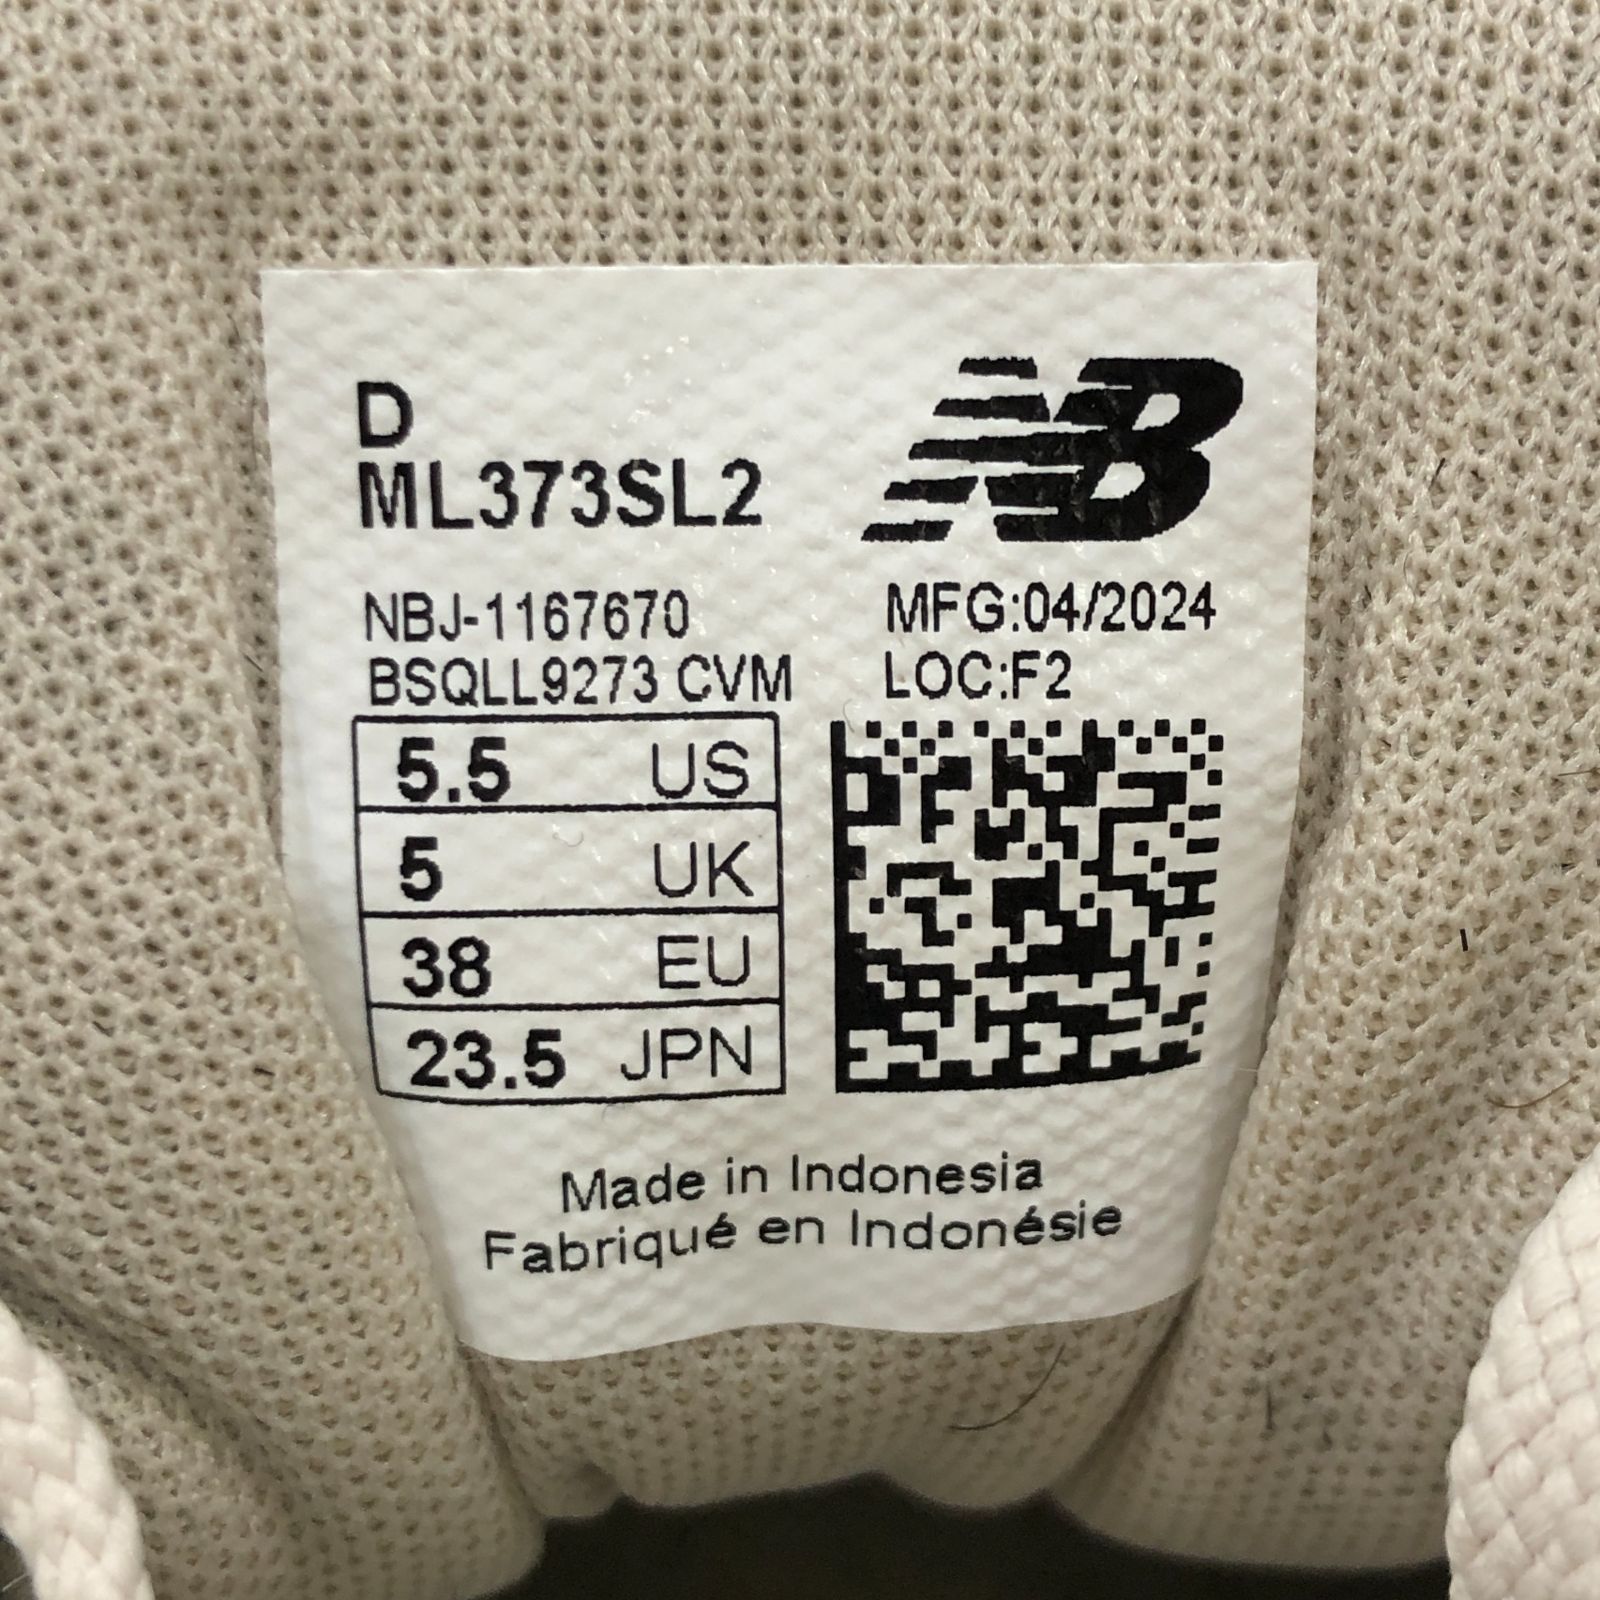 D
ML373SL2
NB
NBJ-1167670
BSQLL9273 CVM
MFG:04/2024
LOC:F2
5.5 US
5 UK
38 EU
23.5 JPN
Made in Indonesia
Fabriqué en Indonésie